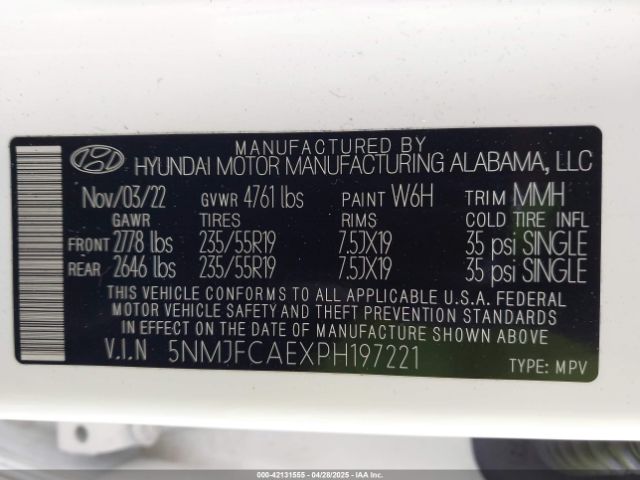 MANUFACTURED BY
HYUNDAI MOTOR MANUFACTURING ALABAMA, LLC
Nov/03/22 GVWR 4761 lbs PAINT W6H TRIM MMH
GAWR TIRES RIMS COLD TIRE INFL
FRONT 2778 lbs 235/55R19 7.5JX19 35 psi SINGLE
REAR 2646 lbs 235/55R19 7.5JX19 35 psi SINGLE
THIS VEHICLE CONFORMS TO ALL APPLICABLE U.S.A. FEDERAL
MOTOR VEHICLE SAFETY AND THEFT PREVENTION STANDARDS
IN EFFECT ON THE DATE OF MANUFACTURE SHOWN ABOVE.
V.I.N 5NMJFCAEXPH197221 TYPE: MPV
000-42131555 04/28/2025 IAAI.COM